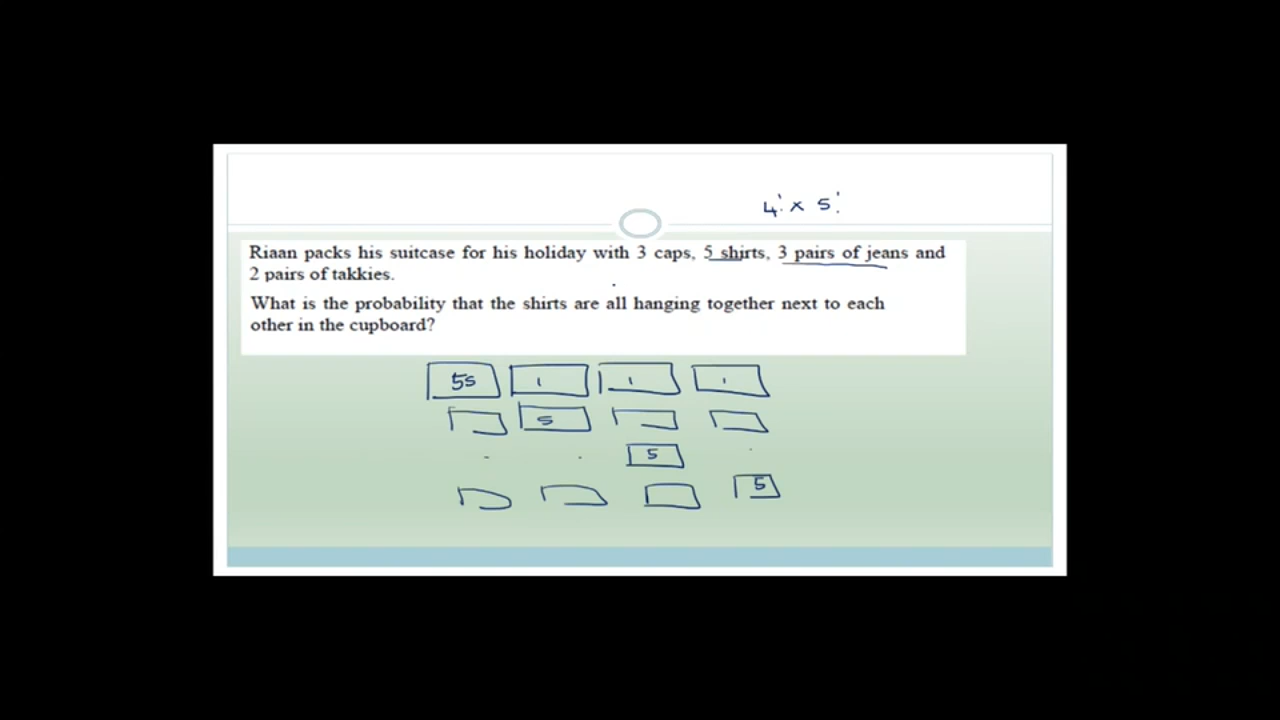 4! × 5!
Riaan packs his suitcase for his holiday with 3 caps, 5 shirts, 3 pairs of jeans and
2 pairs of takkies.
What is the probability that the shirts are all hanging together next to each
other in the cupboard?
5s 1 1 1
5
5
5